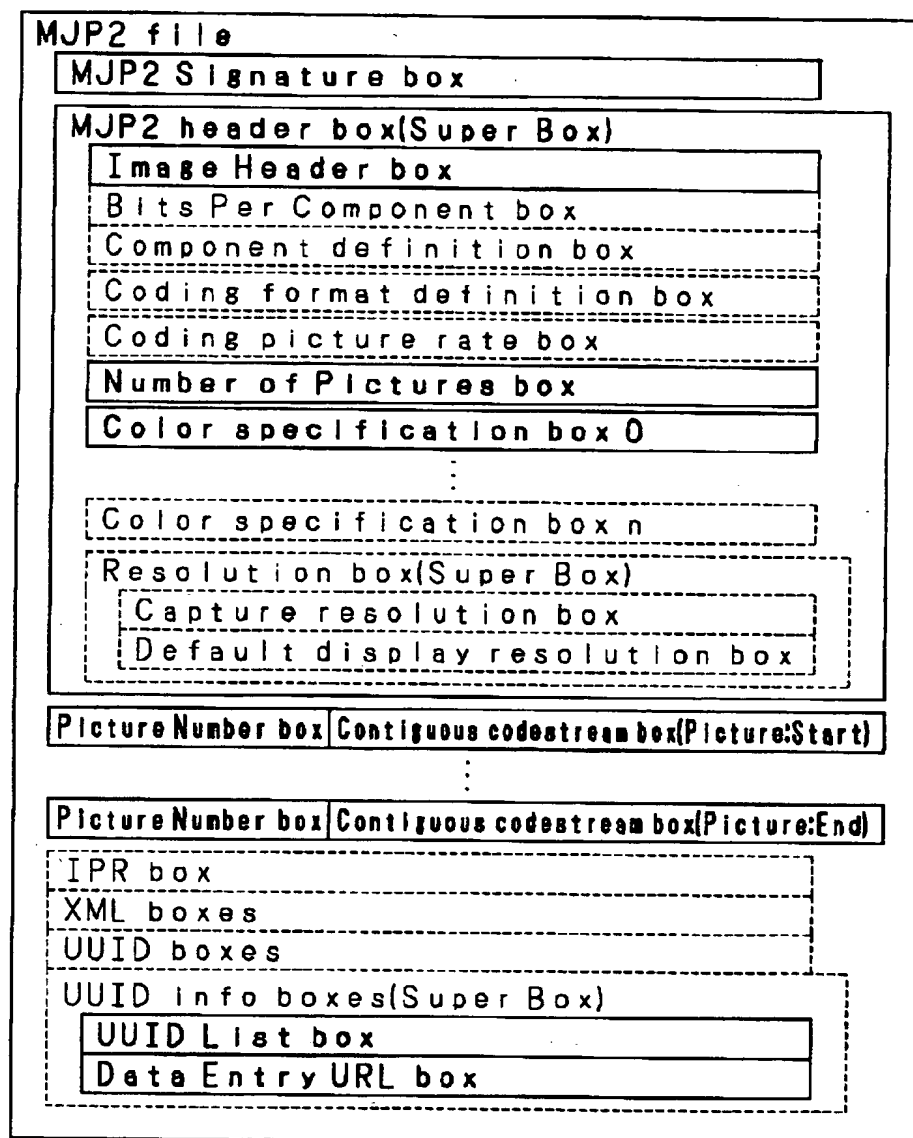 MJP2 file
MJP2 Signature box
MJP2 header box(Super Box)
Image Header box
Bits Per Component box
Component definition box
Coding format definition box
Coding picture rate box
Number of Pictures box
Color specification box 0
Color specification box n
Resolution box(Super Box)
Capture resolution box
Default display resolution box
Picture Number box Contiguous codestream box(Picture:Start)
Picture Number box Contiguous codestream box(Picture:End)
IPR box
XML boxes
UUID boxes
UUID info boxes(Super Box)
UUID List box
Data Entry URL box